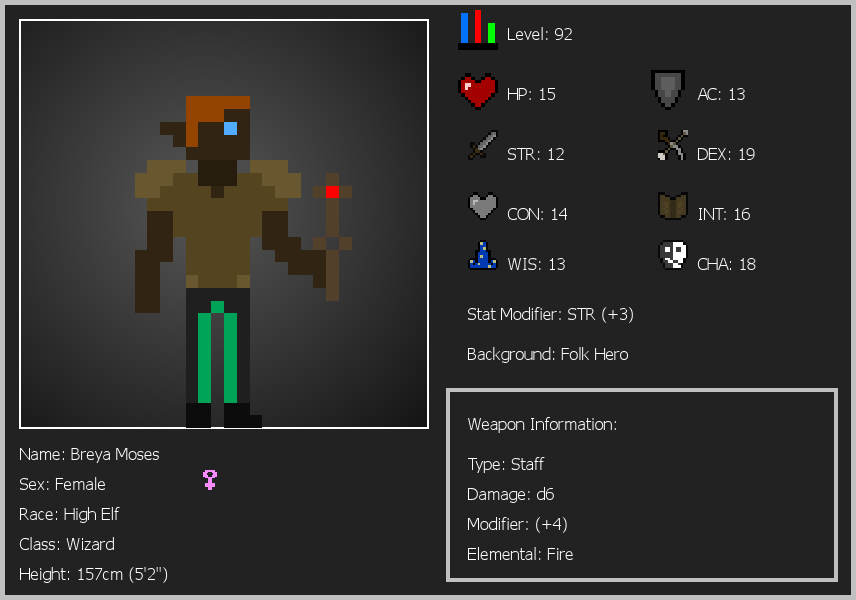 Level: 92
HP: 15
AC: 13
STR: 12
DEX: 19
CON: 14
INT: 16
WIS: 13
CHA: 18
Stat Modifier: STR (+3)
Background: Folk Hero
Weapon Information:
Type: Staff
Damage: d6
Modifier: (+4)
Elemental: Fire
Name: Breya Moses
Sex: Female
Race: High Elf
Class: Wizard
Height: 157cm (5'2")